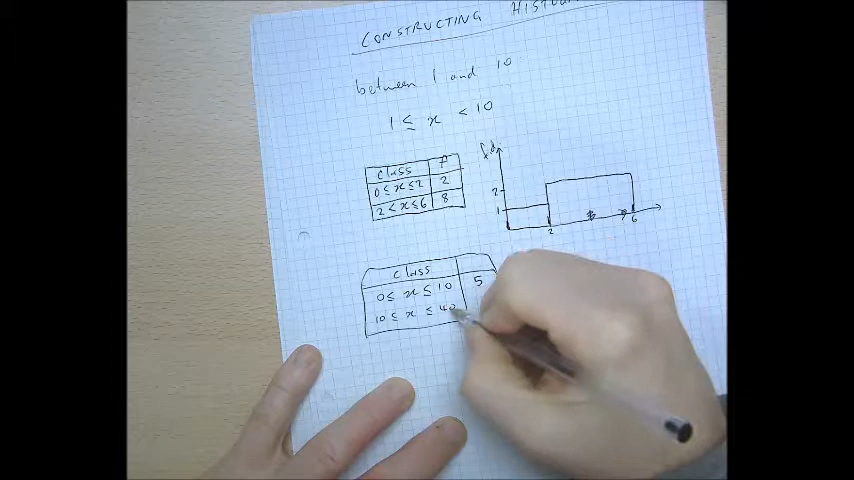 CONSTRUCTING
between 1 and 10
1 ≤ x < 10
class f
0 ≤ x ≤ 2 2
2 ≤ x ≤ 6 8
fd
2
1
2 6
class
0 ≤ x ≤ 10 5
10 ≤ x ≤ 40